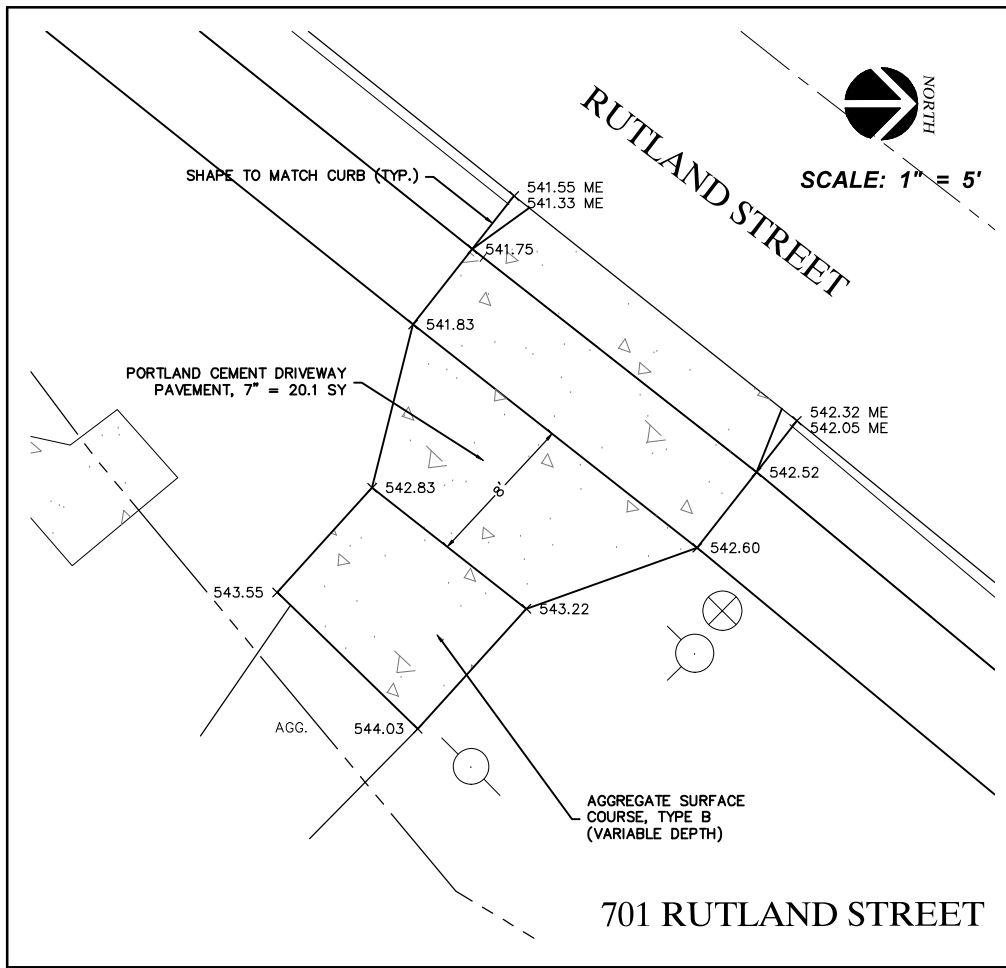 NORTH
RUTLAND STREET
SCALE: 1" = 5'
SHAPE TO MATCH CURB (TYP.)
541.55 ME
541.33 ME
541.75
541.83
PORTLAND CEMENT DRIVEWAY
PAVEMENT, 7" = 20.1 SY
542.32 ME
542.05 ME
542.52
8'
542.83
542.60
543.55
543.22
AGG.
544.03
AGGREGATE SURFACE
COURSE, TYPE B
(VARIABLE DEPTH)
701 RUTLAND STREET